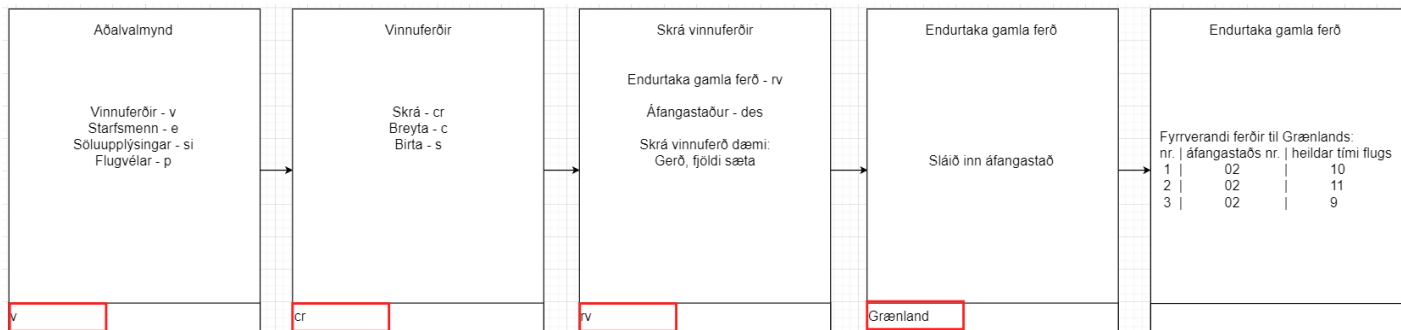 Aðalvalmynd
Vinnuferðir - v
Starfsmenn - e
Söluupplýsingar - si
Flugvélar - p
v
Vinnuferðir
Skrá - cr
Breyta - c
Birta - s
cr
Skrá vinnuferðir
Endurtaka gamla ferð - rv
Áfangastaður - des
Skrá vinnuferð dæmi:
Gerð, fjöldi sæta
rv
Endurtaka gamla ferð
Sláið inn áfangastað
Grænland
Endurtaka gamla ferð
Fyrrverandi ferðir til Grænlands:
nr. | áfangastaðs nr. | heildar tími flugs
1 | 02 | 10
2 | 02 | 11
3 | 02 | 9